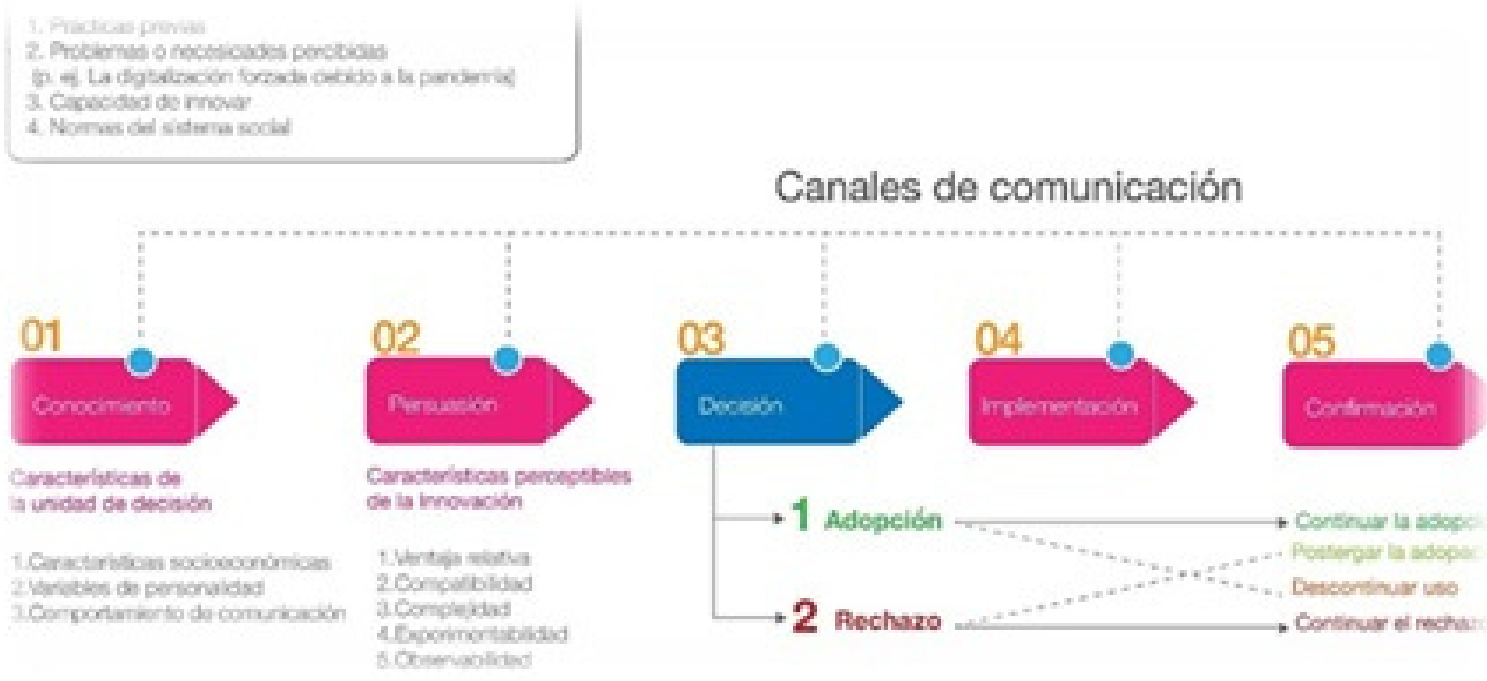 1. Prácticas previas
2. Problemas o necesidades percibidas
(p. ej. La digitalización forzada debido a la pandemia)
3. Capacidad de innovar
4. Normas del sistema social
Canales de comunicación
01
02
03
04
05
Conocimiento
Persuasión
Decisión
Implementación
Confirmación
Características de
la unidad de decisión
1.Características socioeconómicas
2.Variables de personalidad
3.Comportamiento de comunicación
Características perceptibles
de la innovación
1.Ventaja relativa
2.Compatibilidad
3.Complejidad
4.Experimentabilidad
5.Observabilidad
1 Adopción
2 Rechazo
Continuar la
Postergar la
Descontinuar uso
Continuar el